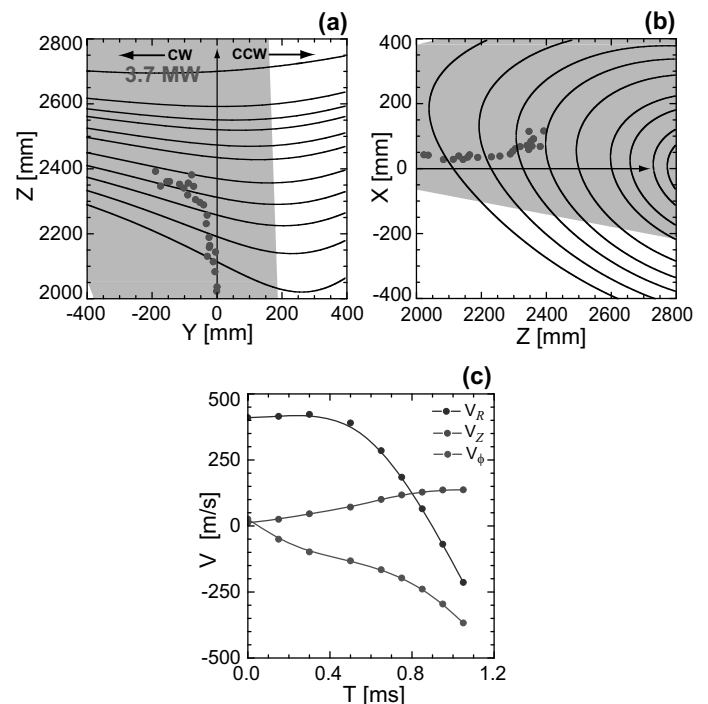 (a)
2800
2600
2400
2200
2000
Z [mm]
CW
CCW
3.7 MW
-400 -200 0 200 400
Y [mm]
(b)
400
200
0
-200
-400
X [mm]
2000 2200 2400 2600 2800
Z [mm]
(c)
500
250
0
-250
-500
V [m/s]
V_R
V_Z
V_ϕ
0.0 0.4 0.8 1.2
T [ms]